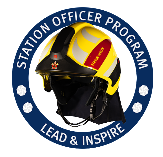 STATION OFFICER PROGRAM
LEAD & INSPIRE